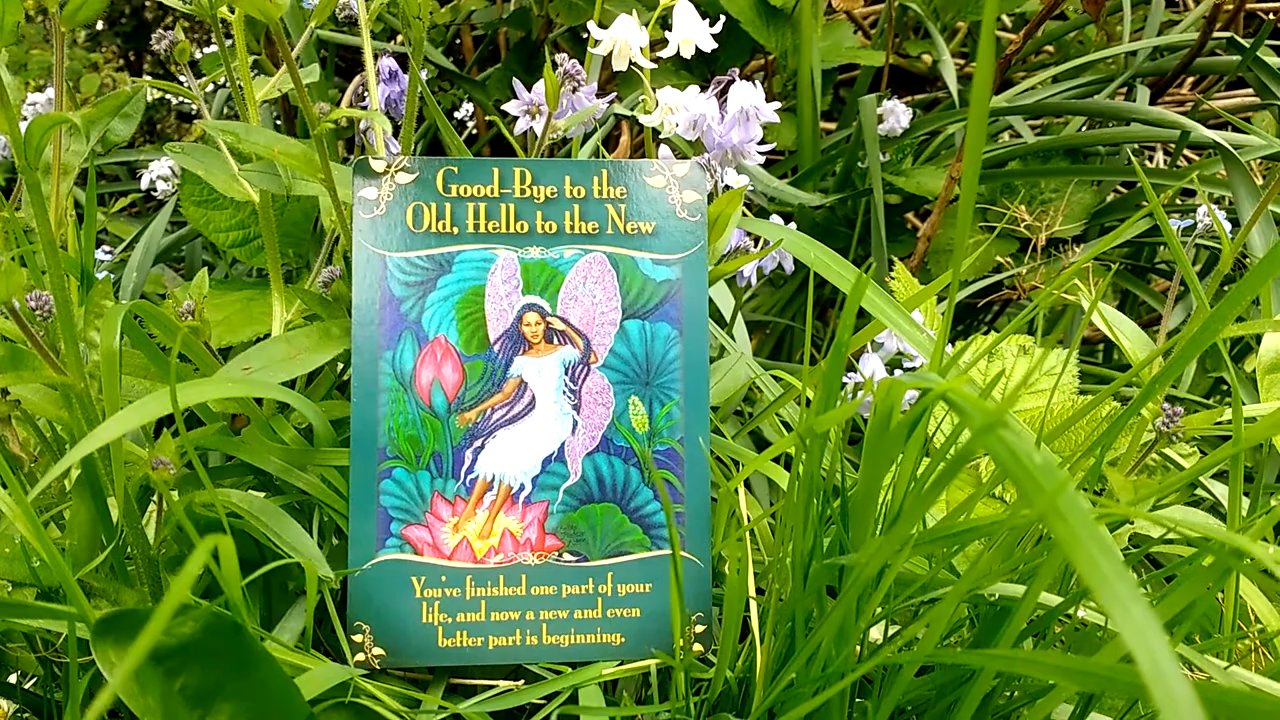 Good-Bye to the
Old, Hello to the New
You've finished one part of your
life, and now a new and even
better part is beginning.